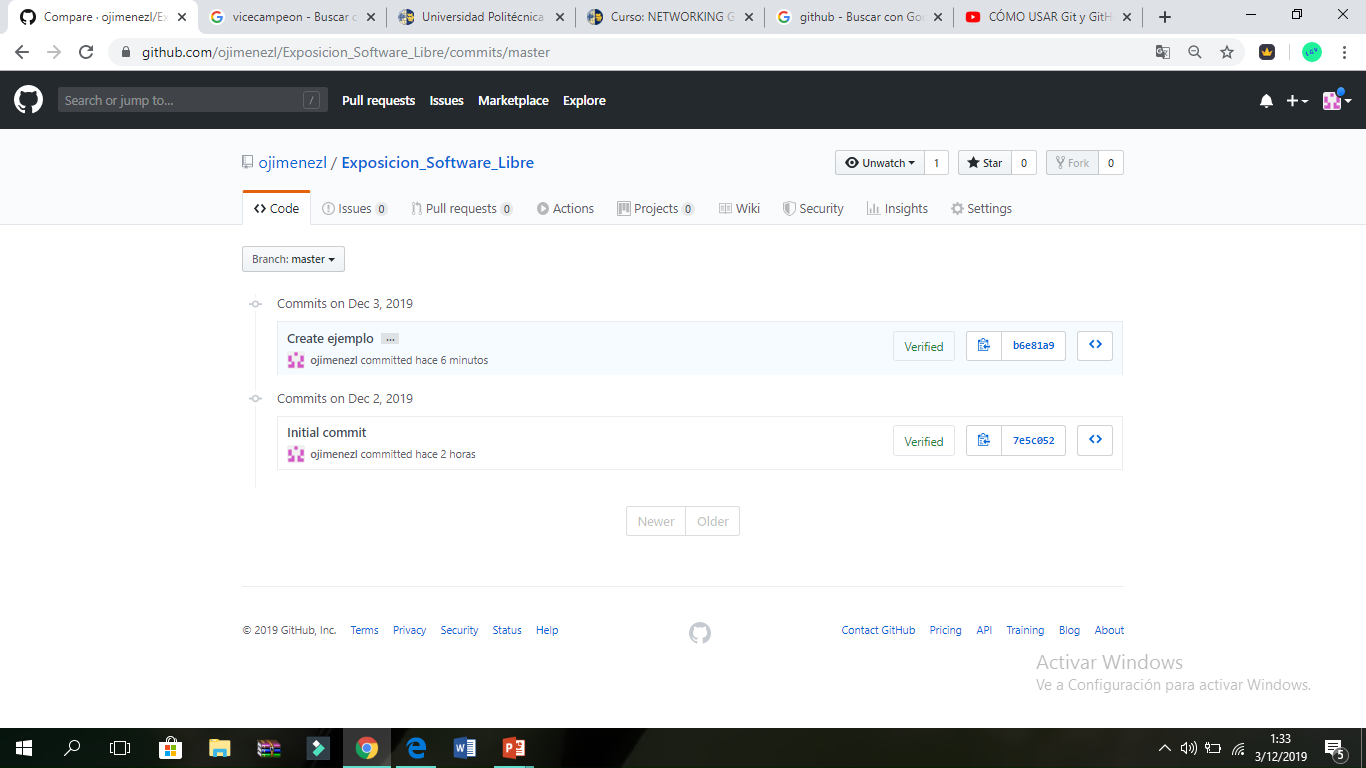 Compare · ojimenezl/Ex
vicecampeon - Buscar c
Universidad Politécnica
Curso: NETWORKING G
github - Buscar con Goo
CÓMO USAR Git y GitH
github.com/ojimenezl/Exposicion_Software_Libre/commits/master
Search or jump to... /
Pull requests Issues Marketplace Explore
ojimenezl / Exposicion_Software_Libre
Unwatch 1 Star 0 Fork 0
Code Issues 0 Pull requests 0 Actions Projects 0 Wiki Security Insights Settings
Branch: master
Commits on Dec 3, 2019
Create ejemplo ...
Verified b6e81a9
ojimenezl committed hace 6 minutos
Commits on Dec 2, 2019
Initial commit
Verified 7e5c052
ojimenezl committed hace 2 horas
Newer Older
© 2019 GitHub, Inc. Terms Privacy Security Status Help Contact GitHub Pricing API Training Blog About
Activar Windows
Ve a Configuración para activar Windows.
1:33
3/12/2019
5